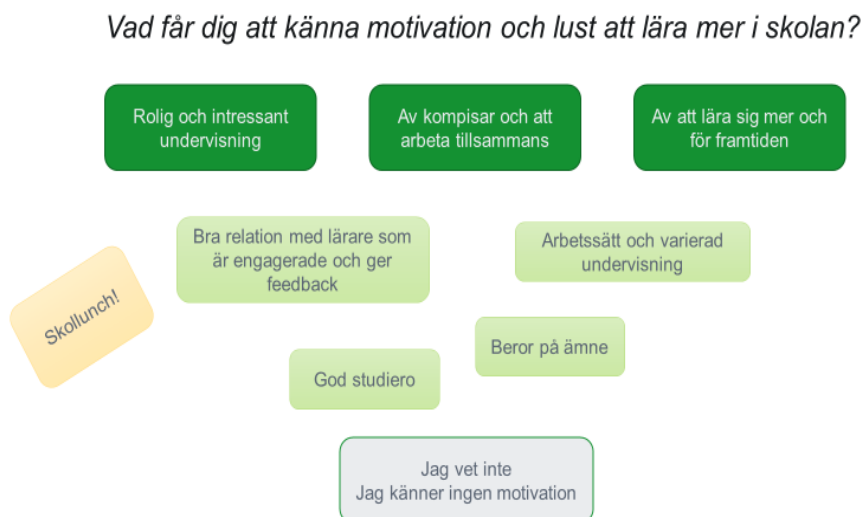 Vad får dig att känna motivation och lust att lära mer i skolan?
Rolig och intressant
undervisning
Av kompisar och att
arbeta tillsammans
Av att lära sig mer och
för framtiden
Bra relation med lärare som
är engagerade och ger
feedback
Arbetssätt och varierad
undervisning
Skollunch!
Beror på ämne
God studiero
Jag vet inte
Jag känner ingen motivation